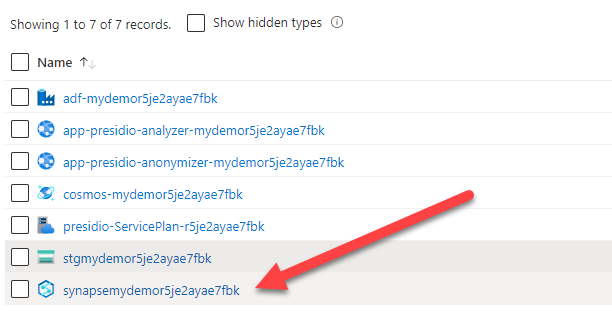 Showing 1 to 7 of 7 records.  Show hidden types
Name
adf-mydemor5je2ayae7fbk
app-presidio-analyzer-mydemor5je2ayae7fbk
app-presidio-anonymizer-mydemor5je2ayae7fbk
cosmos-mydemor5je2ayae7fbk
presidio-ServicePlan-r5je2ayae7fbk
stgmydemor5je2ayae7fbk
synapsemydemor5je2ayae7fbk